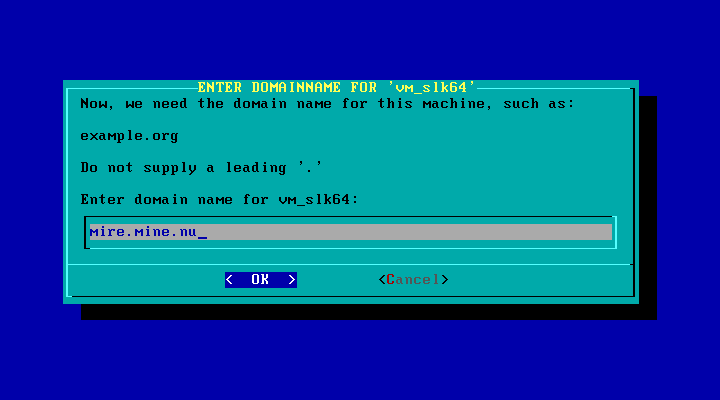 ENTER DOMAINNAME FOR 'vm_slk64'
Now, we need the domain name for this machine, such as:
example.org
Do not supply a leading '.'
Enter domain name for vm_slk64:
mire.mine.nu_
< OK > <Cancel>